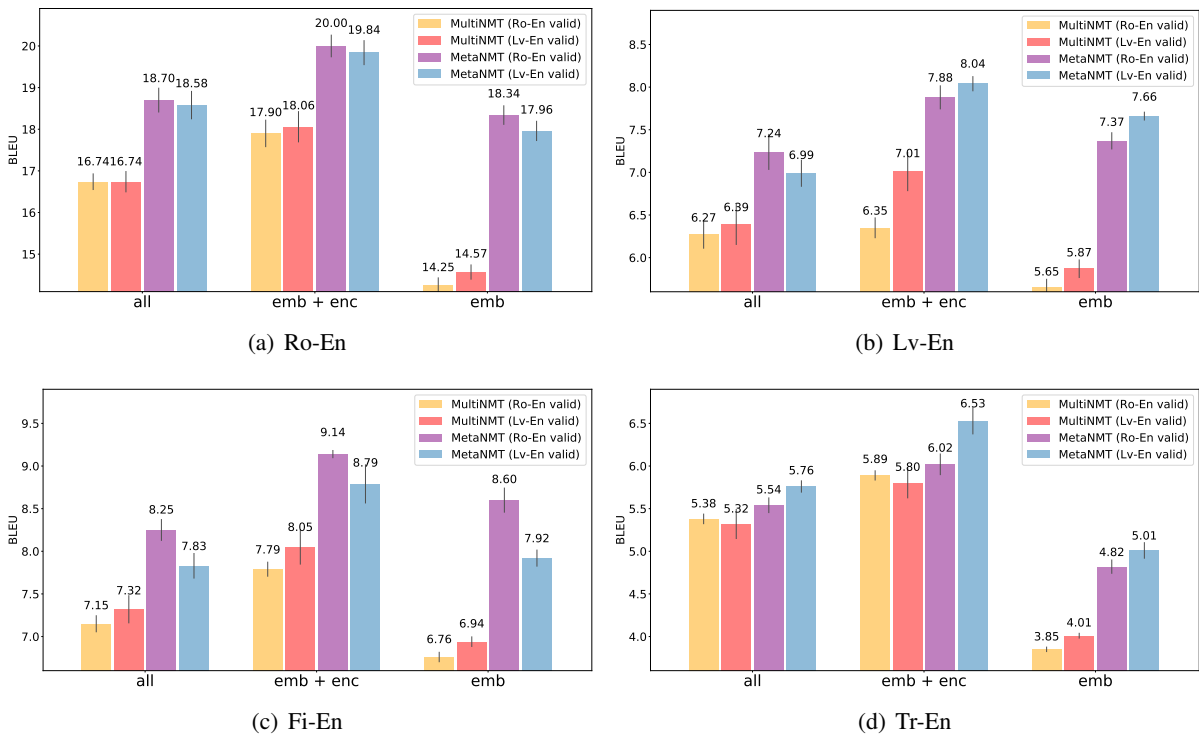 20
19
18
17
16
15
BLEU
16.74 16.74 18.70 18.58
17.90 18.06 20.00 19.84
14.25 14.57 18.34 17.96
MultiNMT (Ro-En valid)
MultiNMT (Lv-En valid)
MetaNMT (Ro-En valid)
MetaNMT (Lv-En valid)
all emb + enc emb
(a) Ro-En
8.5
8.0
7.5
7.0
6.5
6.0
BLEU
6.27 6.39 7.24 6.99
6.35 7.01 7.88 8.04
5.65 5.87 7.37 7.66
MultiNMT (Ro-En valid)
MultiNMT (Lv-En valid)
MetaNMT (Ro-En valid)
MetaNMT (Lv-En valid)
all emb + enc emb
(b) Lv-En
9.5
9.0
8.5
8.0
7.5
7.0
BLEU
7.15 7.32 8.25 7.83
7.79 8.05 9.14 8.79
6.76 6.94 8.60 7.92
MultiNMT (Ro-En valid)
MultiNMT (Lv-En valid)
MetaNMT (Ro-En valid)
MetaNMT (Lv-En valid)
all emb + enc emb
(c) Fi-En
6.5
6.0
5.5
5.0
4.5
4.0
BLEU
5.38 5.32 5.54 5.76
5.89 5.80 6.02 6.53
3.85 4.01 4.82 5.01
MultiNMT (Ro-En valid)
MultiNMT (Lv-En valid)
MetaNMT (Ro-En valid)
MetaNMT (Lv-En valid)
all emb + enc emb
(d) Tr-En